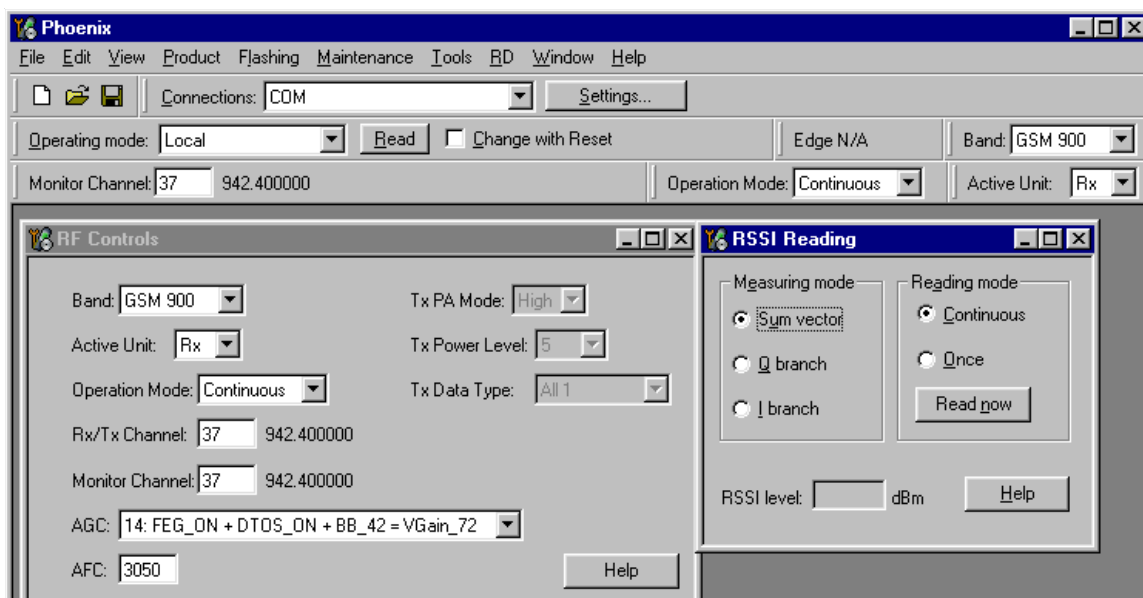 Phoenix
File Edit View Product Flashing Maintenance Tools RD Window Help
Connections: COM Settings...
Operating mode: Local Read Change with Reset Edge N/A Band: GSM 900
Monitor Channel: 37 942.400000 Operation Mode: Continuous Active Unit: Rx
RF Controls
Band: GSM 900 Tx PA Mode: High
Active Unit: Rx Tx Power Level: 5
Operation Mode: Continuous Tx Data Type: All 1
Rx/Tx Channel: 37 942.400000
Monitor Channel: 37 942.400000
AGC: 14: FEG_ON + DTOS_ON + BB_42 = VGain_72
AFC: 3050 Help
RSSI Reading
Measuring mode
Sum vector
Q branch
I branch
Reading mode
Continuous
Once
Read now
RSSI level: dBm Help